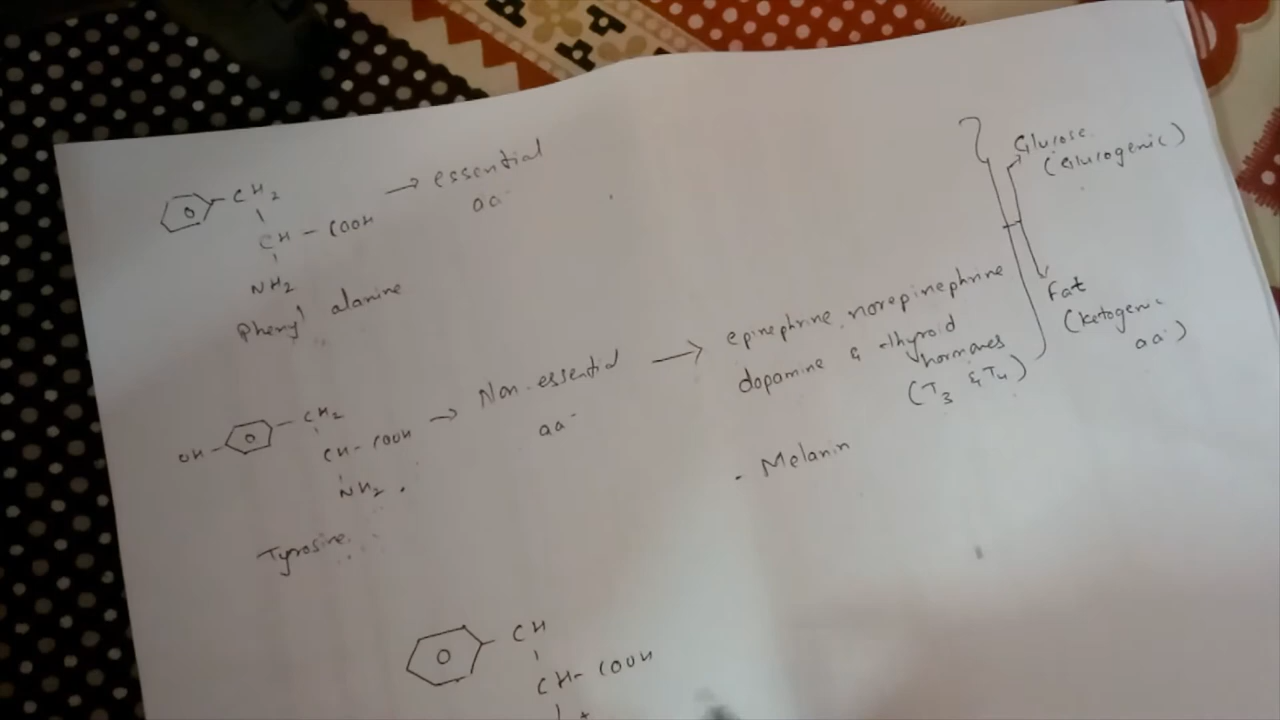 CH2
CH - COOH → essential
aa
NH2
Phenyl alanine
OH CH2
CH - COOH → Non essential → epinephrine, norepinephrine
aa dopamine & thyroid
hormones
NH2 (T3 & T4)
- Melanin
Tyrosine
Glucose
(Glucogenic)
Fat
(Ketogenic
aa)
CH
CH - COOH